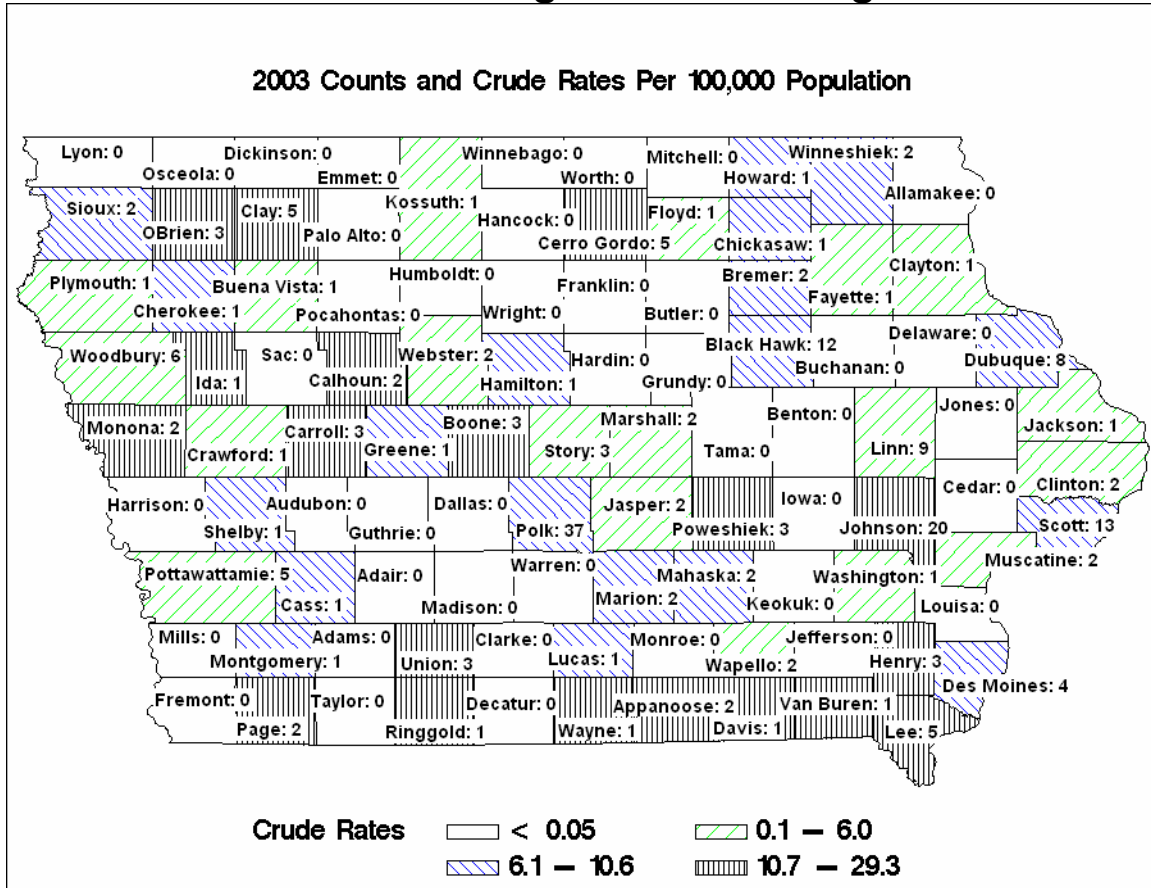 2003 Counts and Crude Rates Per 100,000 Population
Lyon: 0
Osceola: 0
Dickinson: 0
Emmet: 0
Winnebago: 0
Worth: 0
Mitchell: 0
Howard: 1
Winneshiek: 2
Allamakee: 0
Sioux: 2
OBrien: 3
Clay: 5
Palo Alto: 0
Kossuth: 1
Hancock: 0
Cerro Gordo: 5
Floyd: 1
Chickasaw: 1
Plymouth: 1
Cherokee: 1
Buena Vista: 1
Pocahontas: 0
Humboldt: 0
Wright: 0
Franklin: 0
Butler: 0
Bremer: 2
Fayette: 1
Clayton: 1
Woodbury: 6
Ida: 1
Sac: 0
Calhoun: 2
Webster: 2
Hamilton: 1
Hardin: 0
Grundy: 0
Black Hawk: 12
Buchanan: 0
Delaware: 0
Dubuque: 8
Monona: 2
Crawford: 1
Carroll: 3
Greene: 1
Boone: 3
Story: 3
Marshall: 2
Tama: 0
Benton: 0
Linn: 9
Jones: 0
Jackson: 1
Harrison: 0
Shelby: 1
Audubon: 0
Guthrie: 0
Dallas: 0
Polk: 37
Jasper: 2
Poweshiek: 3
Iowa: 0
Johnson: 20
Cedar: 0
Clinton: 2
Scott: 13
Muscatine: 2
Pottawattamie: 5
Cass: 1
Adair: 0
Madison: 0
Warren: 0
Marion: 2
Mahaska: 2
Keokuk: 0
Washington: 1
Louisa: 0
Mills: 0
Montgomery: 1
Adams: 0
Union: 3
Clarke: 0
Lucas: 1
Monroe: 0
Wapello: 2
Jefferson: 0
Henry: 3
Des Moines: 4
Fremont: 0
Page: 2
Taylor: 0
Ringgold: 1
Decatur: 0
Wayne: 1
Appanoose: 2
Davis: 1
Van Buren: 1
Lee: 5
Crude Rates < 0.05 0.1 – 6.0
6.1 – 10.6 10.7 – 29.3